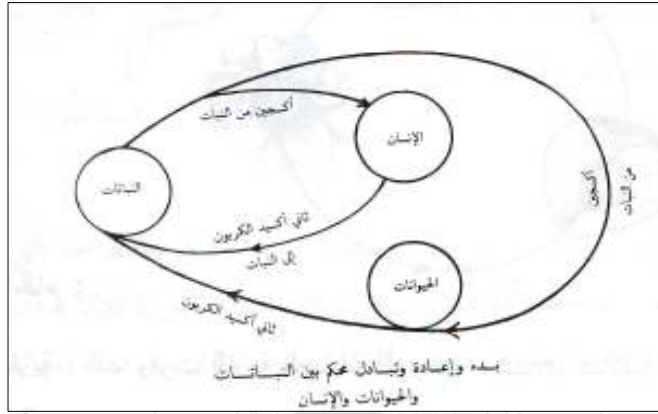 أكسجين من النبات
الإنسان
النباتات
أكسجين
من النبات
ثاني أكسيد الكربون
إلى النبات
الحيوانات
ثاني أكسيد الكربون
بدء وإعادة وتبادل محكم بين النباتات
والحيوانات والإنسان